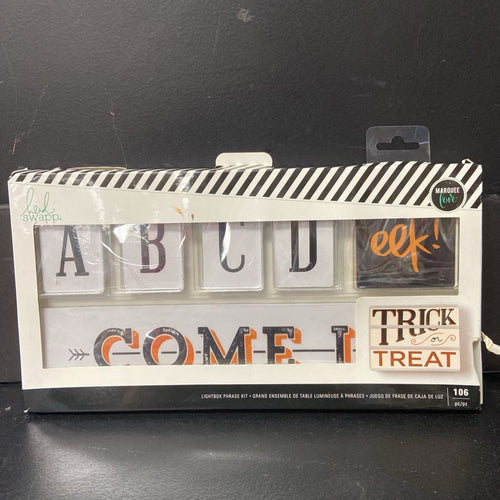 heidi
swapp.
MARQUEE
love
A B C D eek!
COME I
TRICK
or
TREAT
LIGHTBOX PHRASE KIT • GRAND ENSEMBLE DE TABLE LUMINEUSE À PHRASES • JUEGO DE FRASE DE CAJA DE LUZ
106
pc/pz